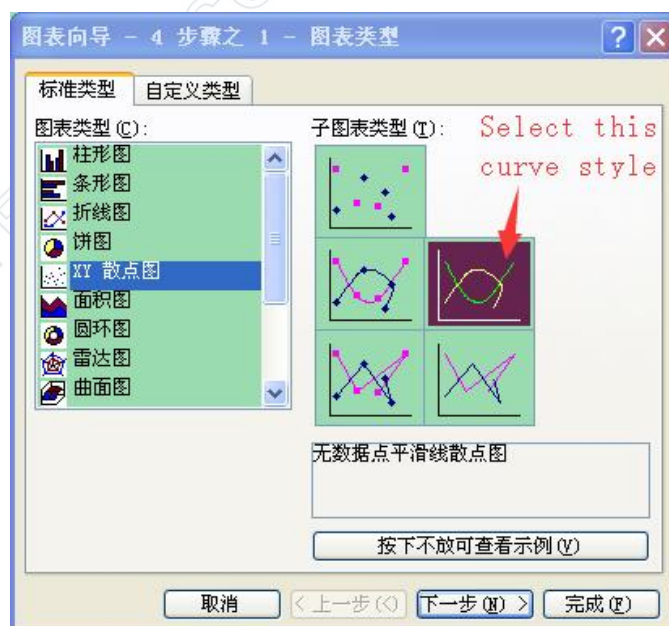 图表向导 - 4 步骤之 1 - 图表类型
标准类型 自定义类型
图表类型(C):
柱形图
条形图
折线图
饼图
XY 散点图
面积图
圆环图
雷达图
曲面图
子图表类型(T):
Select this
curve style
无数据点平滑线散点图
按下不放可查看示例(V)
取消 <上一步(<) 下一步(N) > 完成(F)